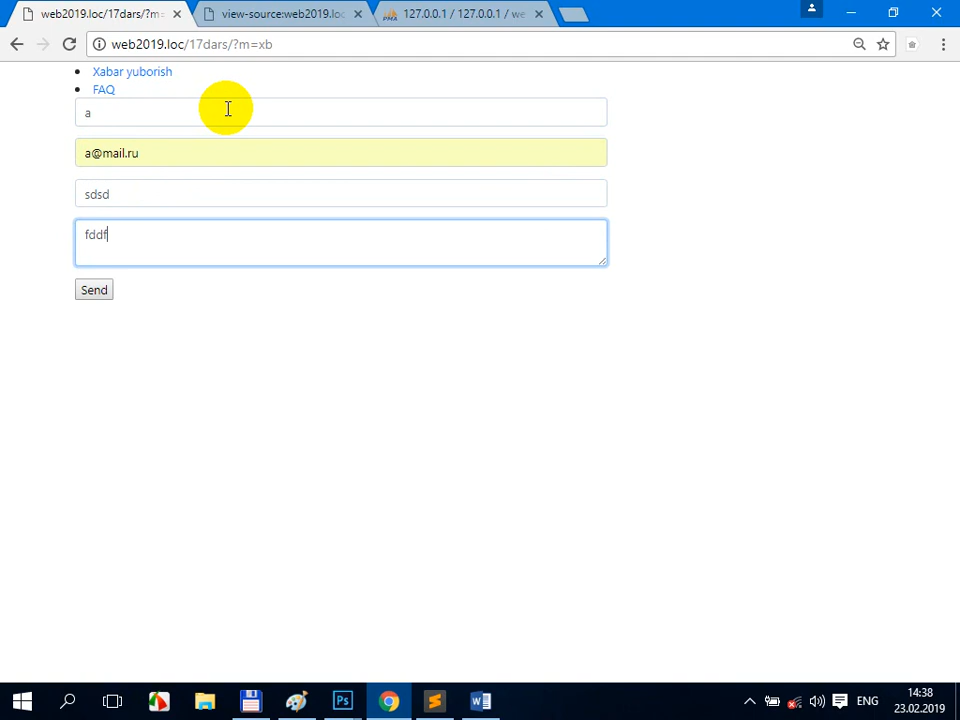 web2019.loc/17dars/?m=
view-source:web2019.loc
127.0.0.1 / 127.0.0.1 / we
web2019.loc/17dars/?m=xb
Xabar yuborish
FAQ
a
a@mail.ru
sdsd
fddf
Send
Ps
ENG
14:38
23.02.2019